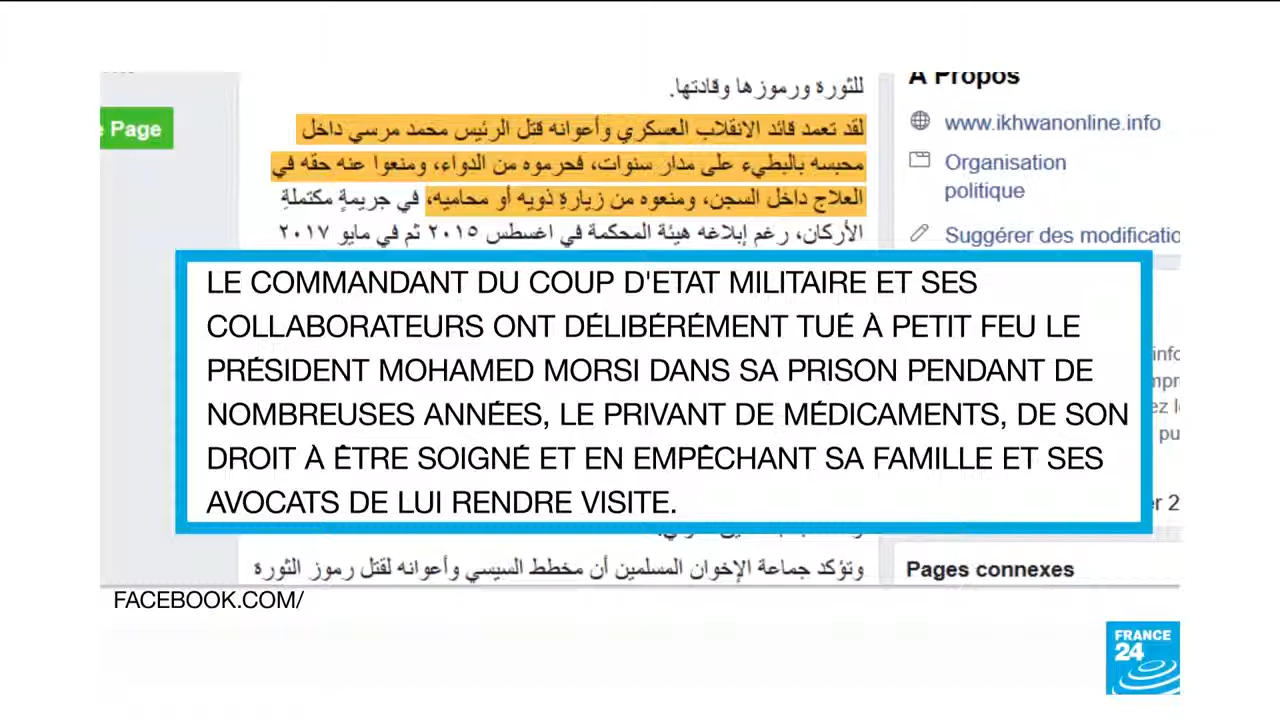 للثورة ورموزها وقادتها.
لقد تعمد قائد الانقلاب العسكري وأعوانه قتل الرئيس محمد مرسي داخل
محبسه بالبطيء على مدار سنوات، فحرموه من الدواء، ومنعوا عنه حقه في
العلاج داخل السجن، ومنعوه من زيارة ذويه أو محاميه، في جريمةٍ مكتملةِ
الأركان، رغم إبلاغه هيئة المحكمة في اغسطس ٢٠١٥ ثم في مايو ٢٠١٧
e Page
À Propos
www.ikhwanonline.info
Organisation
politique
Suggérer des modificatio
LE COMMANDANT DU COUP D'ETAT MILITAIRE ET SES
COLLABORATEURS ONT DÉLIBÉRÉMENT TUÉ À PETIT FEU LE
PRÉSIDENT MOHAMED MORSI DANS SA PRISON PENDANT DE
NOMBREUSES ANNÉES, LE PRIVANT DE MÉDICAMENTS, DE SON
DROIT À ÊTRE SOIGNÉ ET EN EMPÊCHANT SA FAMILLE ET SES
AVOCATS DE LUI RENDRE VISITE.
info
mpr
ez l
pu
r 2
وتؤكد جماعة الإخوان المسلمين أن مخطط السيسي وأعوانه لقتل رموز الثورة
Pages connexes
FACEBOOK.COM/
FRANCE
24